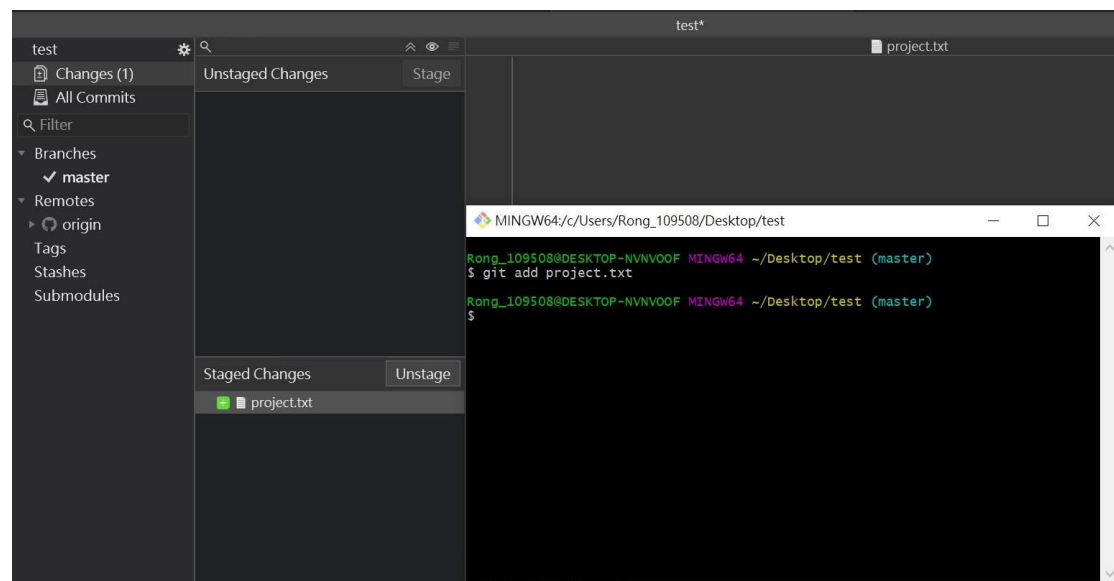 test*
test
Changes (1)
All Commits
Filter
Branches
master
Remotes
origin
Tags
Stashes
Submodules
Unstaged Changes
Stage
Staged Changes
Unstage
project.txt
project.txt
MINGW64:/c/Users/Rong_109508/Desktop/test
Rong_109508@DESKTOP-NVNVOOF MINGW64 ~/Desktop/test (master)
$ git add project.txt
Rong_109508@DESKTOP-NVNVOOF MINGW64 ~/Desktop/test (master)
$